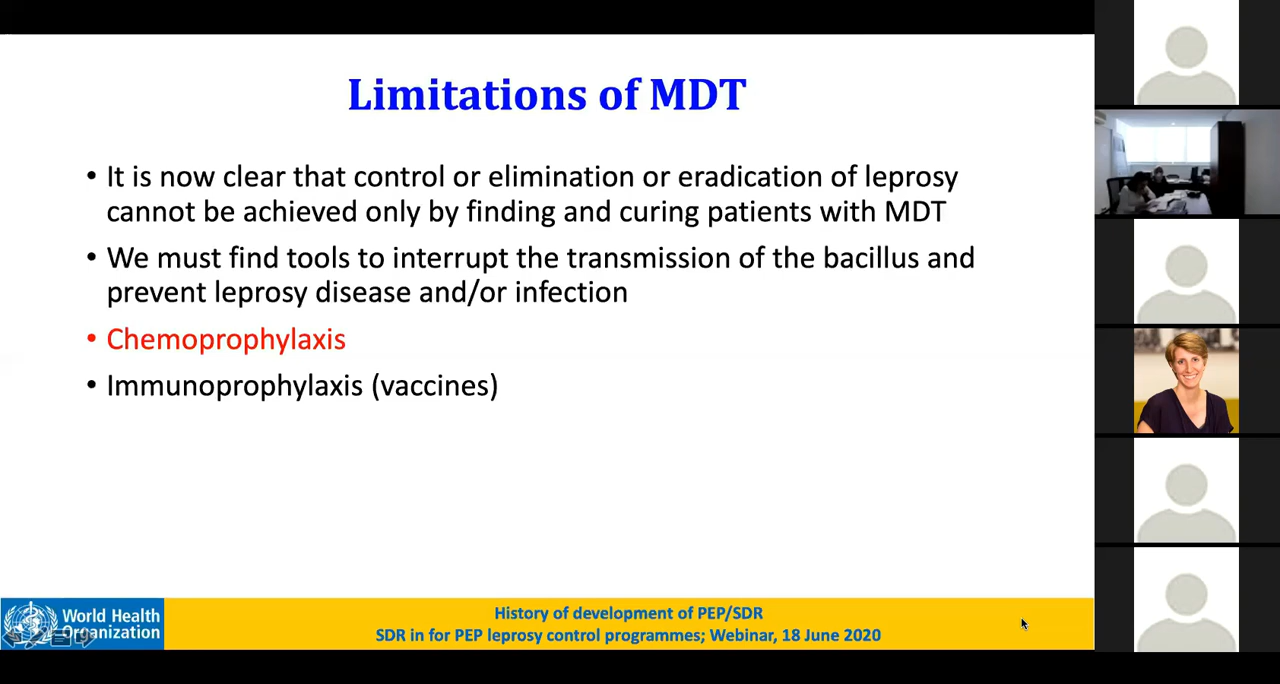 Limitations of MDT
• It is now clear that control or elimination or eradication of leprosy
cannot be achieved only by finding and curing patients with MDT
• We must find tools to interrupt the transmission of the bacillus and
prevent leprosy disease and/or infection
• Chemoprophylaxis
• Immunoprophylaxis (vaccines)
World Health
Organization
History of development of PEP/SDR
SDR in for PEP leprosy control programmes; Webinar, 18 June 2020